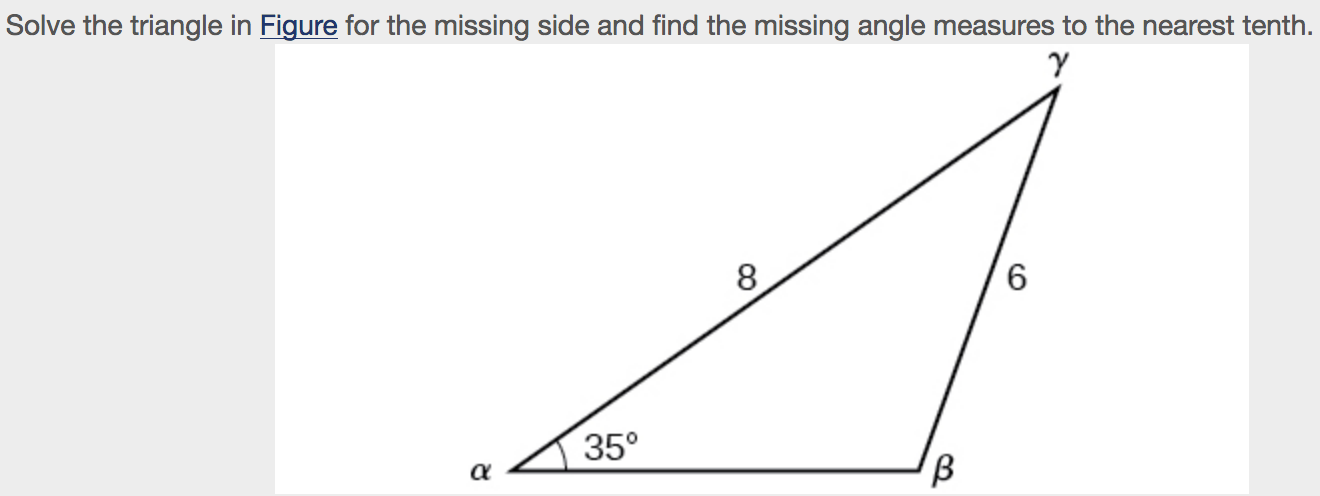 Solve the triangle in Figure for the missing side and find the missing angle measures to the nearest tenth.
γ
8
6
35°
α
β